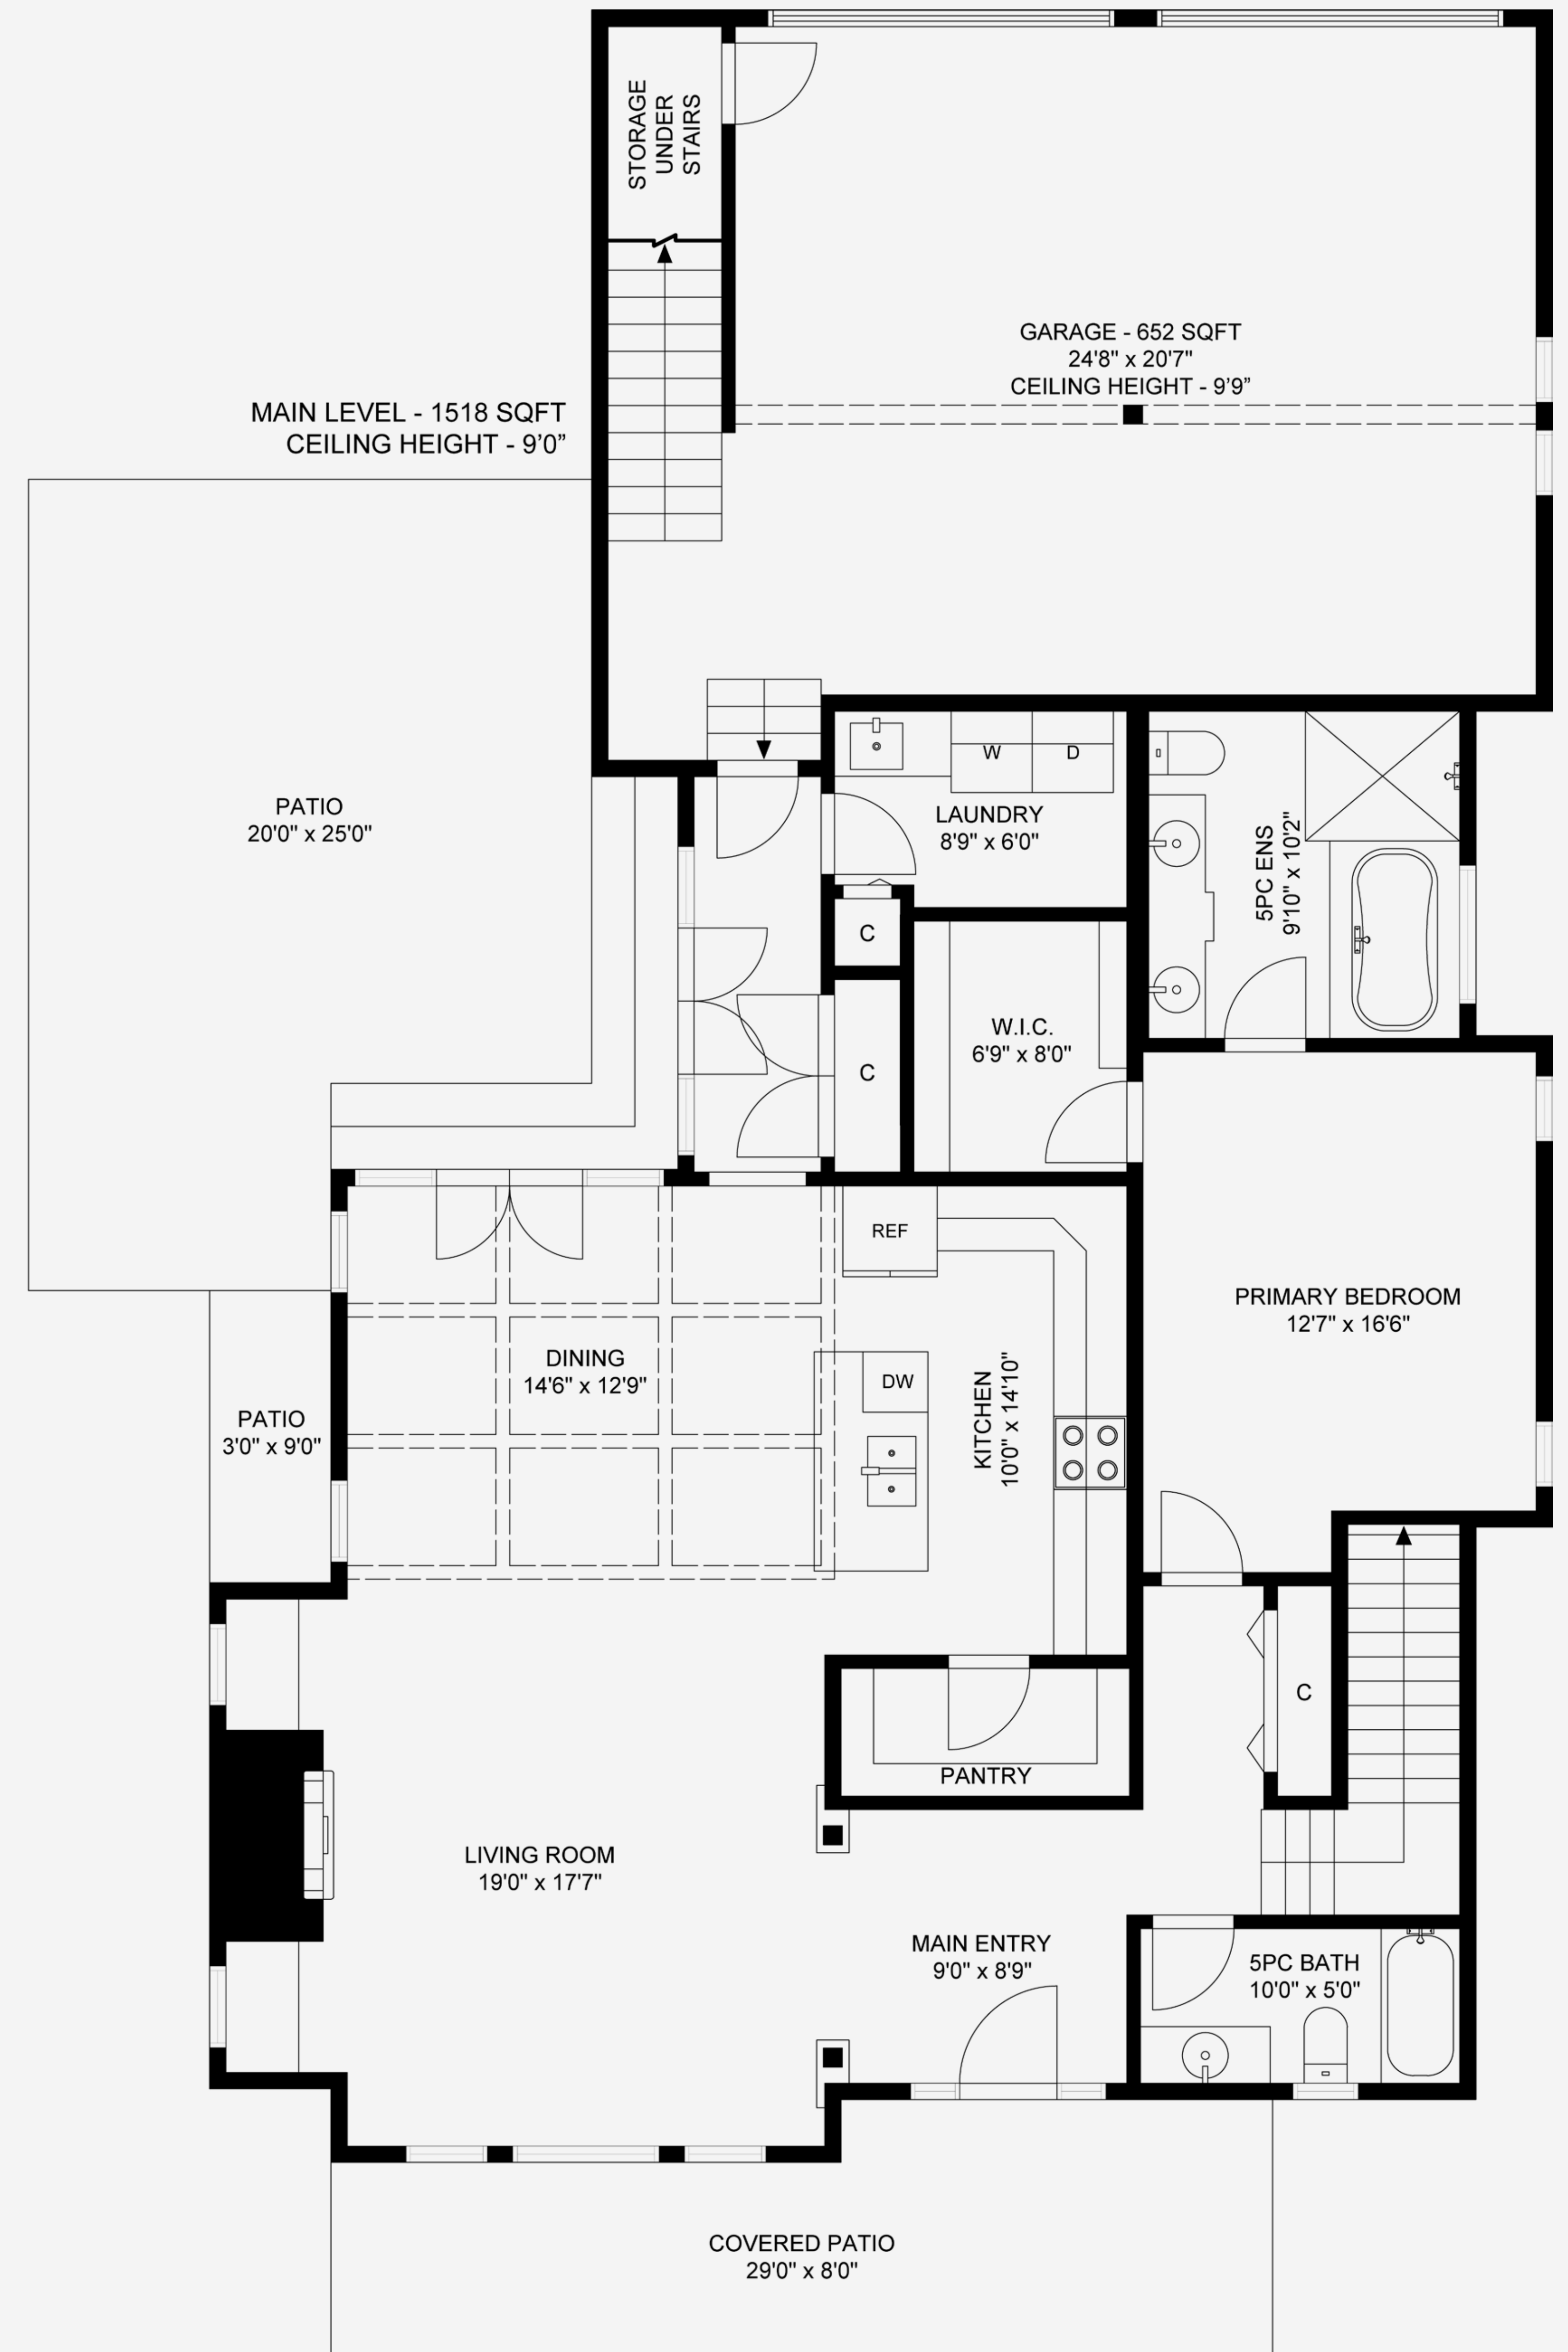 STORAGE
UNDER
STAIRS
GARAGE - 652 SQFT
24'8" x 20'7"
CEILING HEIGHT - 9’9”
MAIN LEVEL - 1518 SQFT
CEILING HEIGHT - 9’0”
PATIO
20'0" x 25'0"
W
D
LAUNDRY
8'9" x 6'0"
5PC ENS
9'10" x 10'2"
C
W.I.C.
6'9" x 8'0"
C
REF
PRIMARY BEDROOM
12'7" x 16'6"
DINING
14'6" x 12'9"
DW
KITCHEN
10'0" x 14'10"
PATIO
3'0" x 9'0"
C
PANTRY
LIVING ROOM
19'0" x 17'7"
MAIN ENTRY
9'0" x 8'9"
5PC BATH
10'0" x 5'0"
COVERED PATIO
29'0" x 8'0"